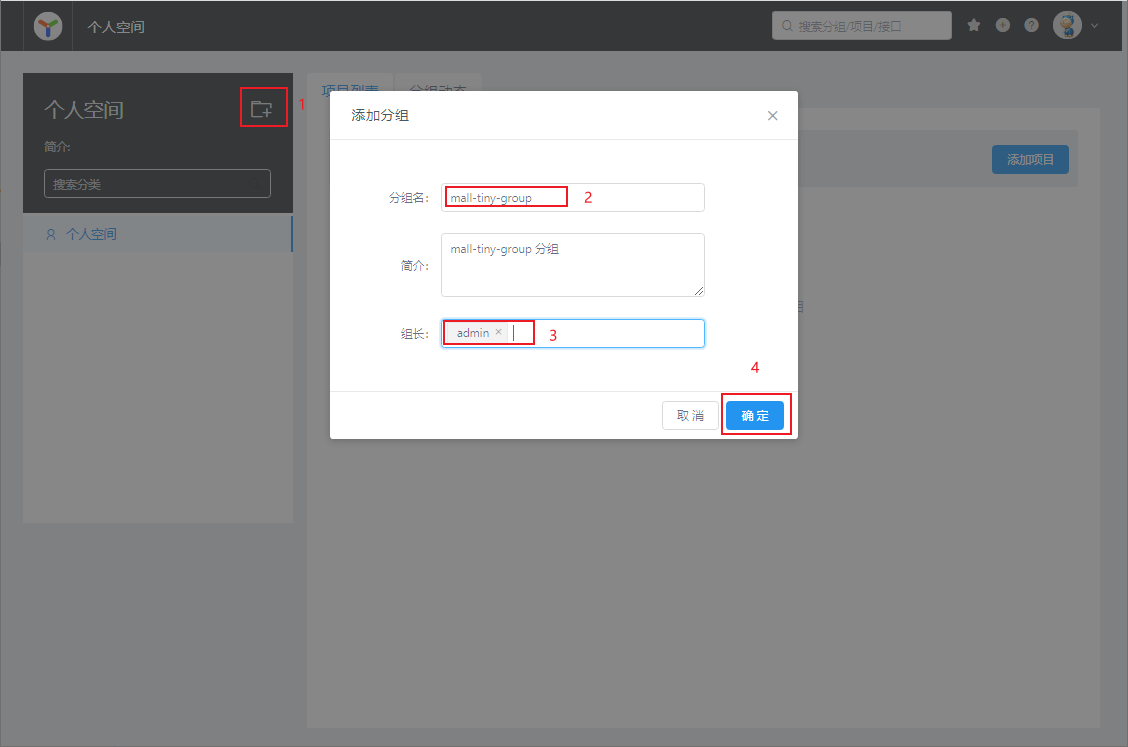 个人空间
搜索分组/项目/接口
个人空间
1
简介:
搜索分类
个人空间
项目列表
分组动态
添加项目
添加分组
分组名:
mall-tiny-group
2
简介:
mall-tiny-group 分组
组长:
admin
3
4
取 消
确 定